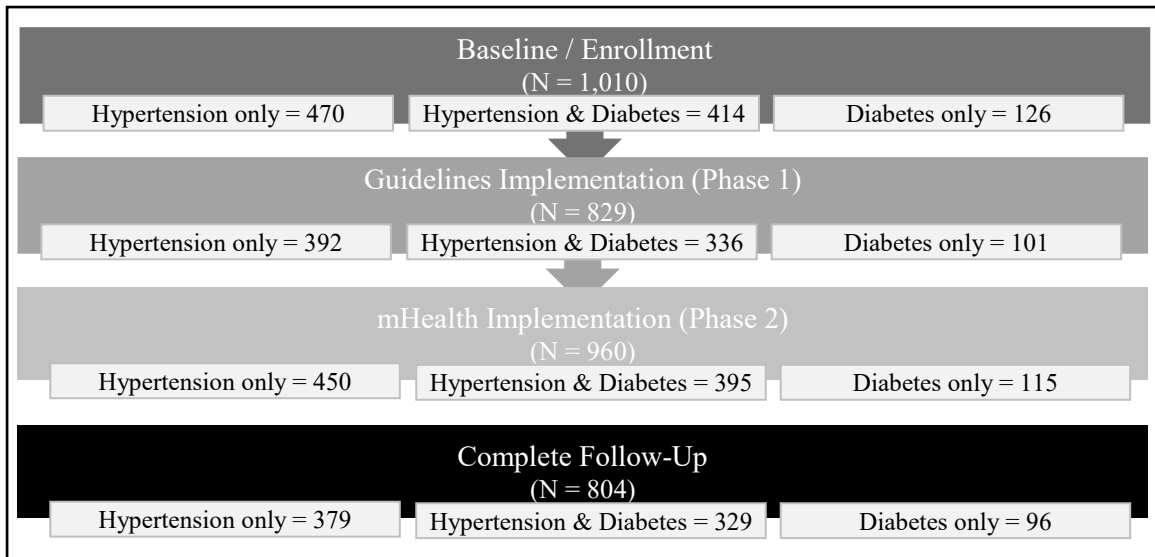 Baseline / Enrollment
(N = 1,010)
Hypertension only = 470
Hypertension & Diabetes = 414
Diabetes only = 126
Guidelines Implementation (Phase 1)
(N = 829)
Hypertension only = 392
Hypertension & Diabetes = 336
Diabetes only = 101
mHealth Implementation (Phase 2)
(N = 960)
Hypertension only = 450
Hypertension & Diabetes = 395
Diabetes only = 115
Complete Follow-Up
(N = 804)
Hypertension only = 379
Hypertension & Diabetes = 329
Diabetes only = 96